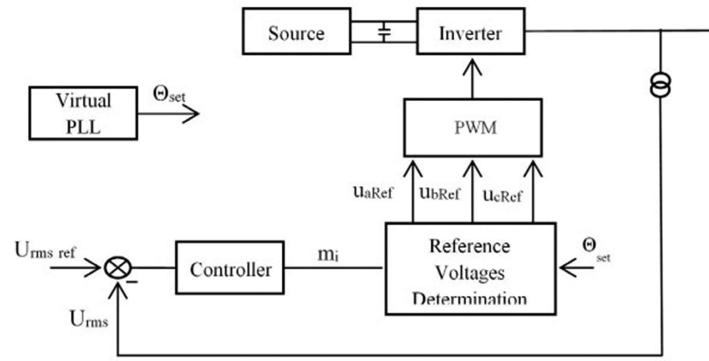 Source
Inverter
Virtual
PLL
Θset
PWM
uaRef
ubRef
ucRef
Urms ref
Controller
mi
Reference
Voltages
Determination
Θset
−
Urms